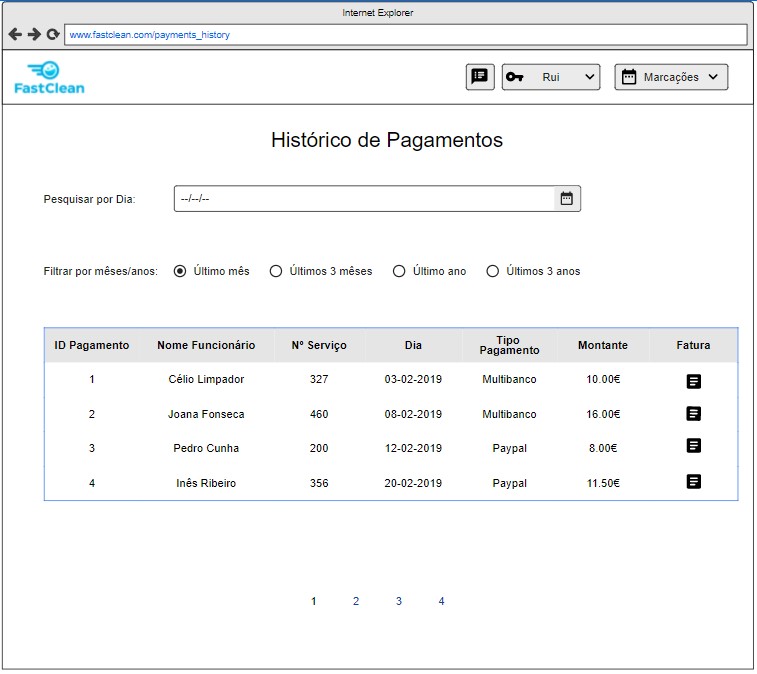 Internet Explorer
www.fastclean.com/payments_history
FastClean
Rui
Marcações
Histórico de Pagamentos
Pesquisar por Dia: --/--/--
Filtrar por mêses/anos: Último mês Últimos 3 mêses Último ano Últimos 3 anos
ID Pagamento Nome Funcionário Nº Serviço Dia Tipo Pagamento Montante Fatura
1 Célio Limpador 327 03-02-2019 Multibanco 10.00€
2 Joana Fonseca 460 08-02-2019 Multibanco 16.00€
3 Pedro Cunha 200 12-02-2019 Paypal 8.00€
4 Inês Ribeiro 356 20-02-2019 Paypal 11.50€
1 2 3 4